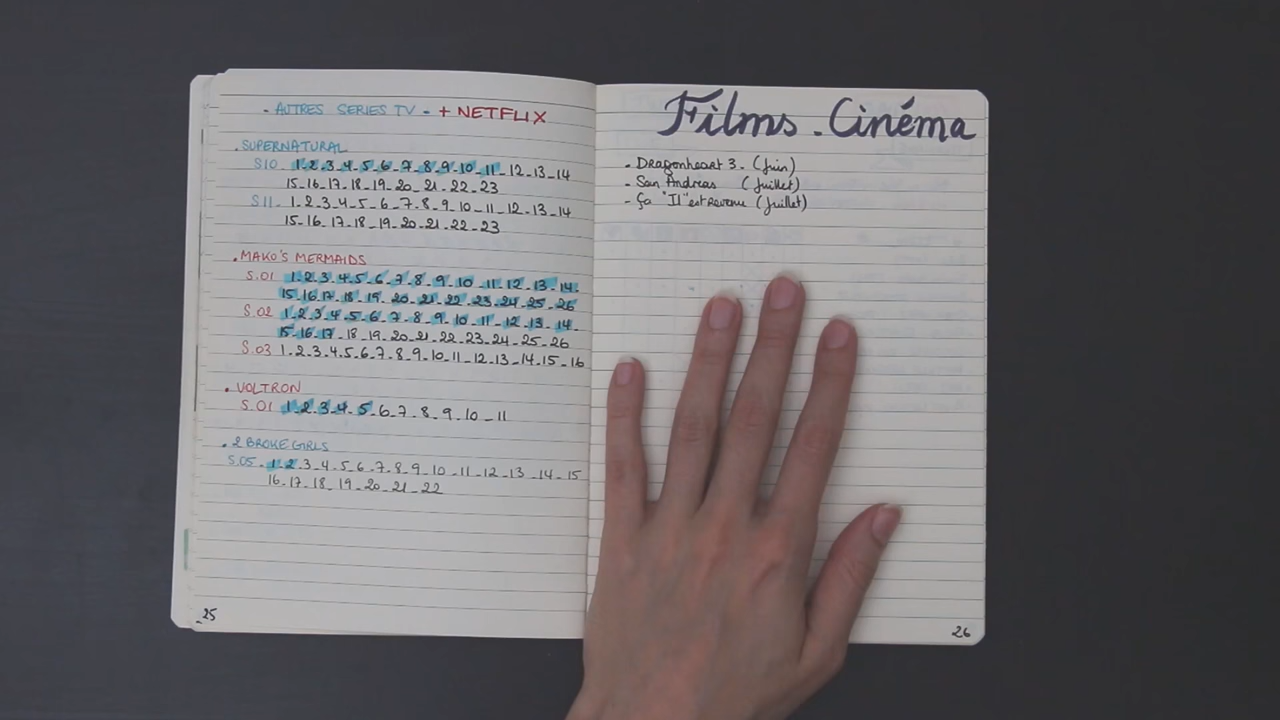 - AUTRES SERIES TV - + NETFLIX
. SUPERNATURAL
S10. 1-2-3-4-5-6-7-8-9-10-11-12-13-14
15-16-17-18-19-20-21-22-23
S11. 1-2-3-4-5-6-7-8-9-10-11-12-13-14
15-16-17-18-19-20-21-22-23
. MAKO'S MERMAIDS
S.01 1-2-3-4-5-6-7-8-9-10-11-12-13-14-
15-16-17-18-19-20-21-22-23-24-25-26
S.02 1-2-3-4-5-6-7-8-9-10-11-12-13-14-
15-16-17-18-19-20-21-22-23-24-25-26
S.03 1-2-3-4-5-6-7-8-9-10-11-12-13-14-15-16
. VOLTRON
S.01 1-2-3-4-5-6-7-8-9-10-11
. 2 BROKE GIRLS
S.05. 1-2-3-4-5-6-7-8-9-10-11-12-13-14-15
16-17-18-19-20-21-22
25
Films - Cinéma
- Dragonheart 3. (Juin)
- San Andreas (Juillet)
- Ça "Il" est revenu (Juillet)
26